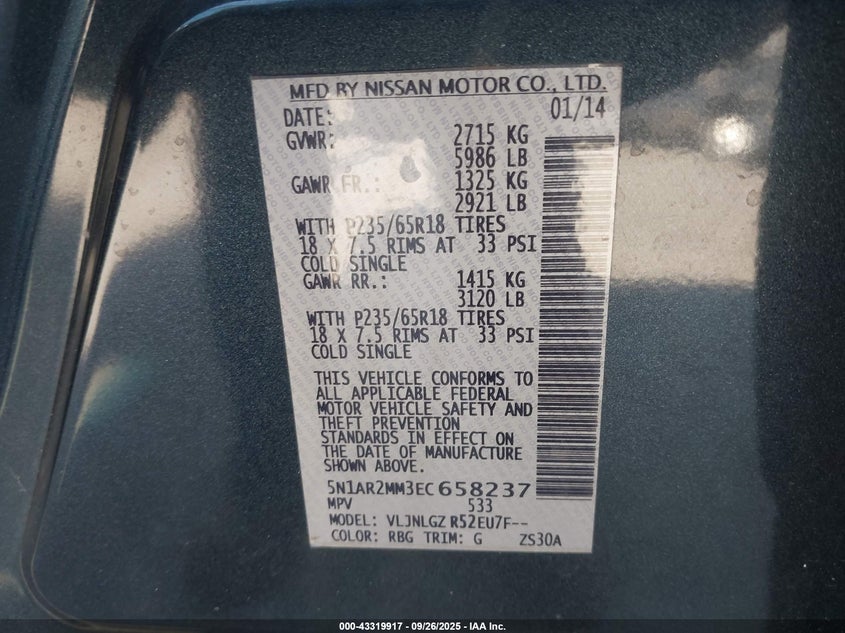 MFD BY NISSAN MOTOR CO., LTD.
DATE: 01/14
GVWR: 2715 KG
5986 LB
GAWR FR.: 1325 KG
2921 LB
WITH P235/65R18 TIRES
18 X 7.5 RIMS AT 33 PSI
COLD SINGLE
GAWR RR.: 1415 KG
3120 LB
WITH P235/65R18 TIRES
18 X 7.5 RIMS AT 33 PSI
COLD SINGLE
THIS VEHICLE CONFORMS TO
ALL APPLICABLE FEDERAL
MOTOR VEHICLE SAFETY AND
THEFT PREVENTION
STANDARDS IN EFFECT ON
THE DATE OF MANUFACTURE
SHOWN ABOVE.
5N1AR2MM3EC658237
MPV 533
MODEL: VLJNLGZ R52EU7F--
COLOR: RBG TRIM: G ZS30A
000-43319917 - 09/26/2025 - IAA Inc.